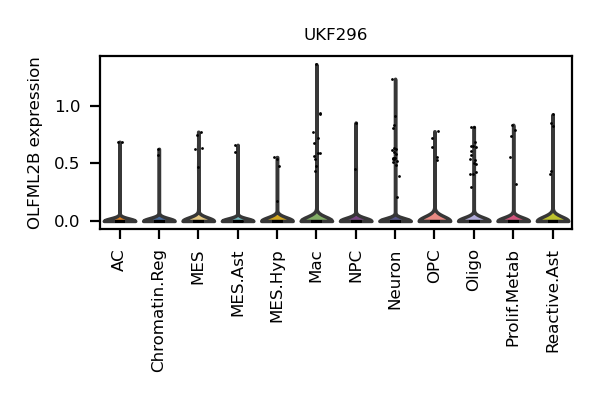 UKF296
OLFML2B expression
1.0
0.5
0.0
AC
Chromatin.Reg
MES
MES.Ast
MES.Hyp
Mac
NPC
Neuron
OPC
Oligo
Prolif.Metab
Reactive.Ast